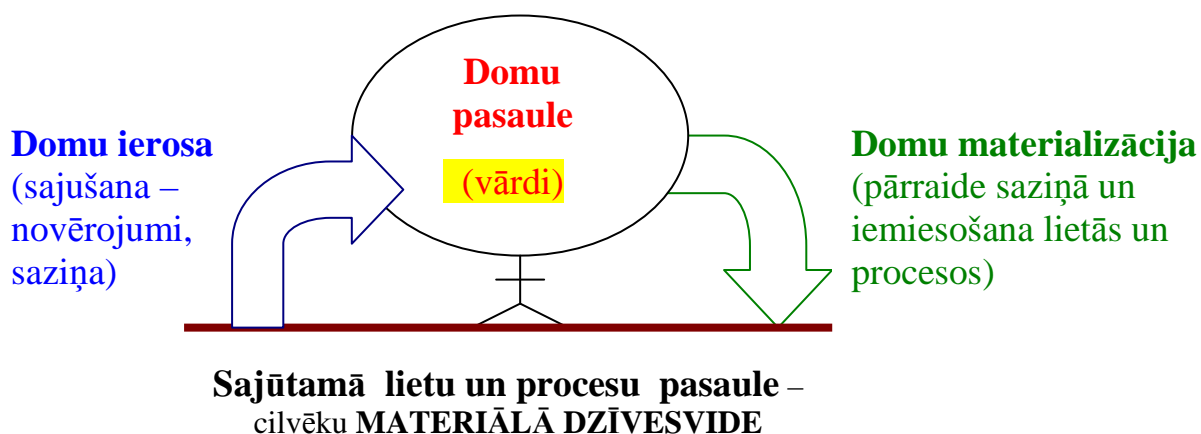 Domu
pasaule
(vārdi)
Domu ierosa
(sajušana –
novērojumi,
saziņa)
Domu materializācija
(pārraide saziņā un
iemiesošana lietās un
procesos)
Sajūtamā lietu un procesu pasaule –
cilvēku MATERIĀLĀ DZĪVESVIDE